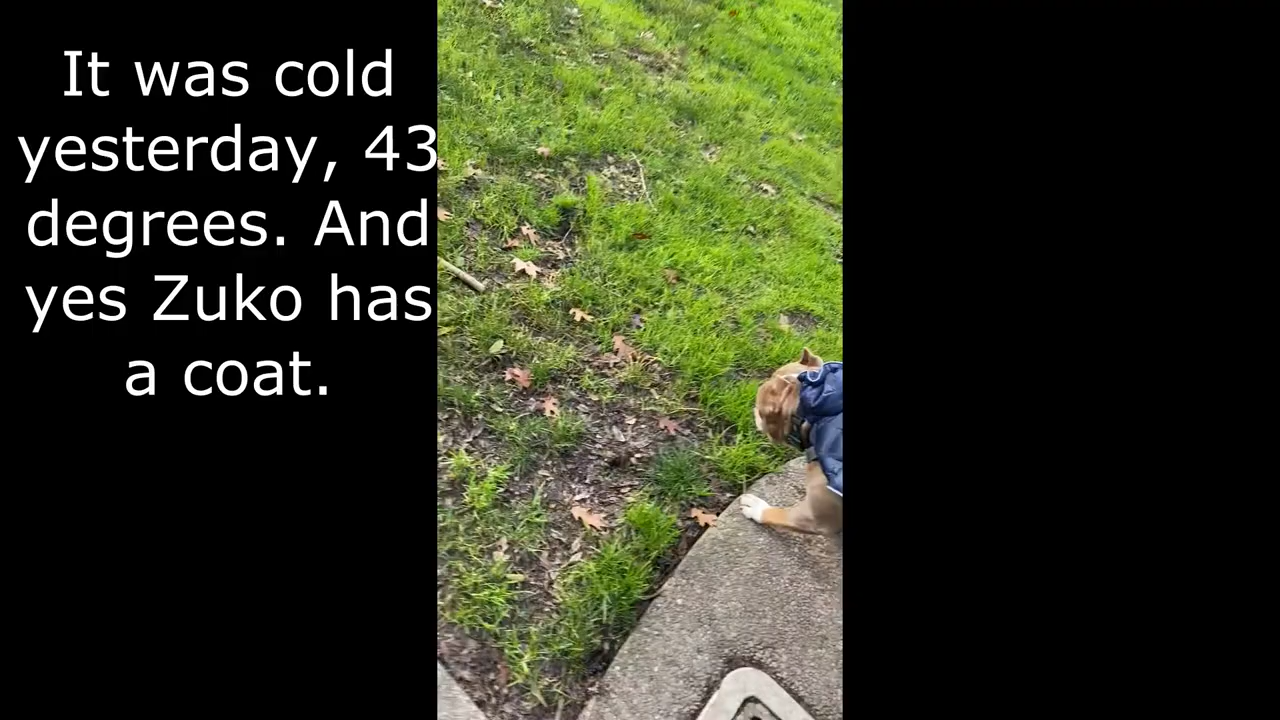 It was cold
yesterday, 43
degrees. And
yes Zuko has
a coat.